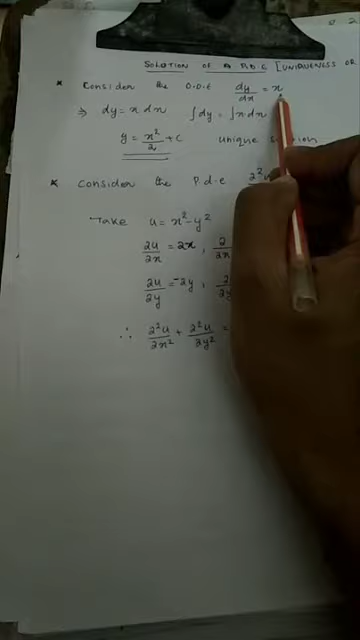 SOLUTION OF A P.D.E [UNIQUENESS OR
* Consider the O.D.E dy/dx = x
⇒ dy = x dx ∫dy = ∫x dx
y = x²/2 + c unique
* Consider the P.d.e
Take u = x² - y²
∂u/∂x = 2x,
∂u/∂y = -2y,
∴ ∂²u/∂x² + ∂²u/∂y² =